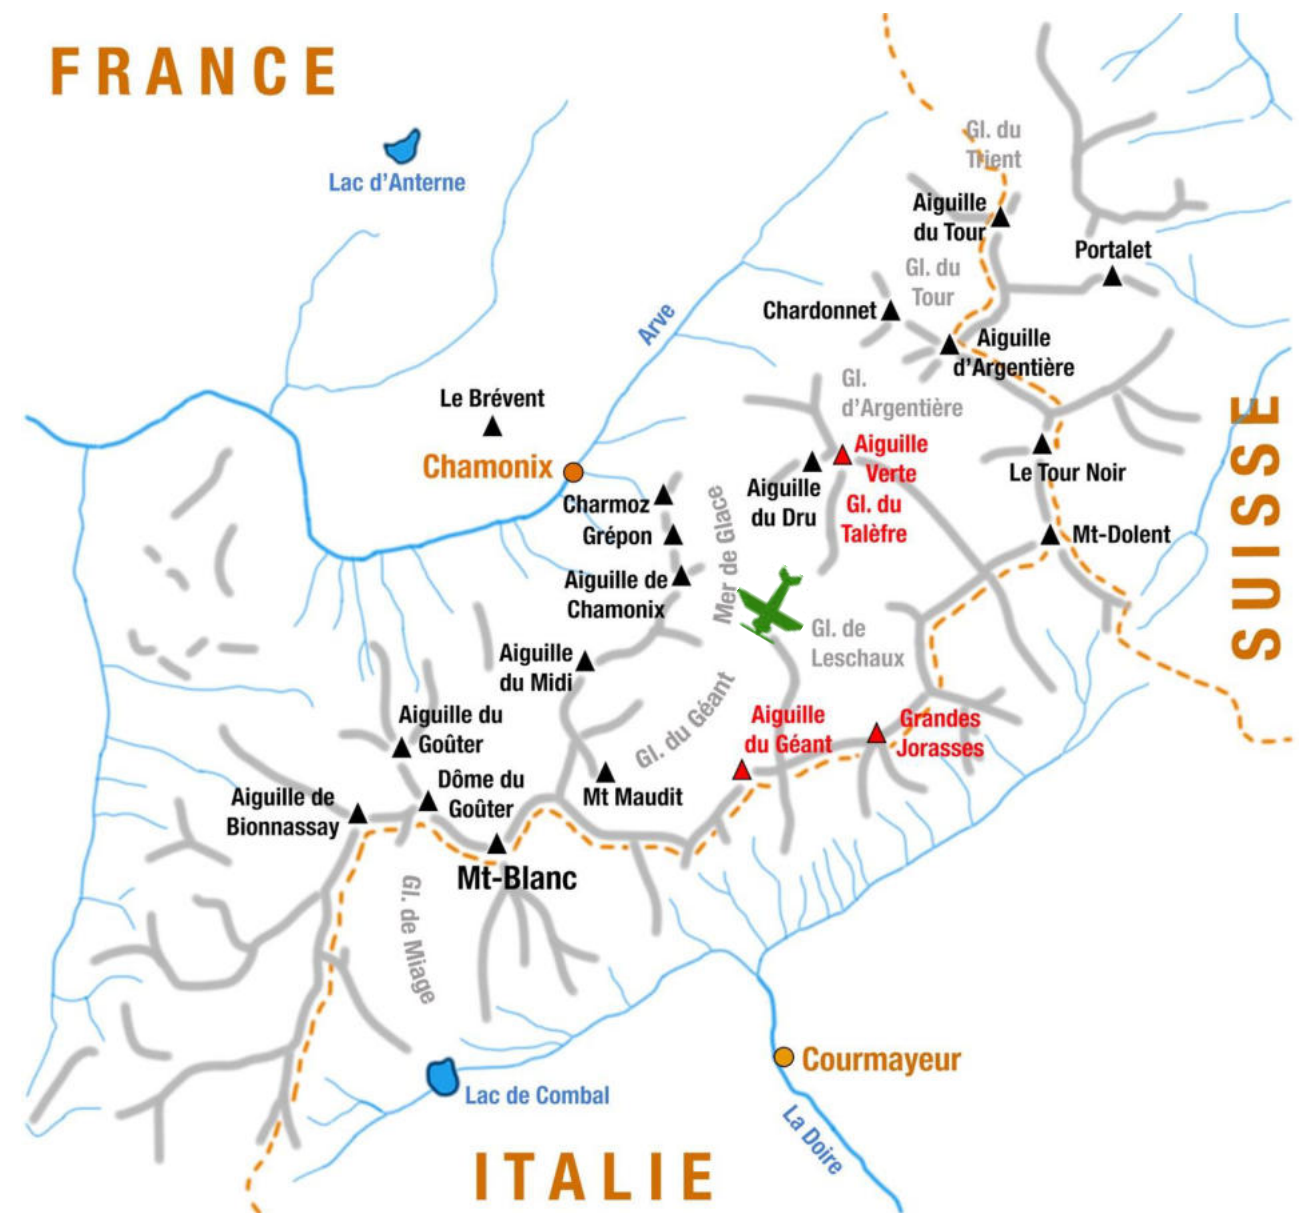 FRANCE
Lac d'Anterne
Gl. du
Trient
Aiguille
du Tour
Portalet
Gl. du
Tour
Chardonnet
Arve
Aiguille
d'Argentière
Gl.
d'Argentière
Le Brévent
Chamonix
SUISSE
Aiguille
Verte
Le Tour Noir
Aiguille
du Dru
Gl. du
Talèfre
Charmoz
Grépon
Mer de Glace
Mt-Dolent
Aiguille de
Chamonix
Gl. de
Leschaux
Aiguille
du Midi
Gl. du Géant
Aiguille du
Goûter
Aiguille
du Géant
Grandes
Jorasses
Dôme du
Goûter
Mt Maudit
Aiguille de
Bionnassay
Mt-Blanc
Gl. de Miage
Courmayeur
Lac de Combal
La Doire
ITALIE